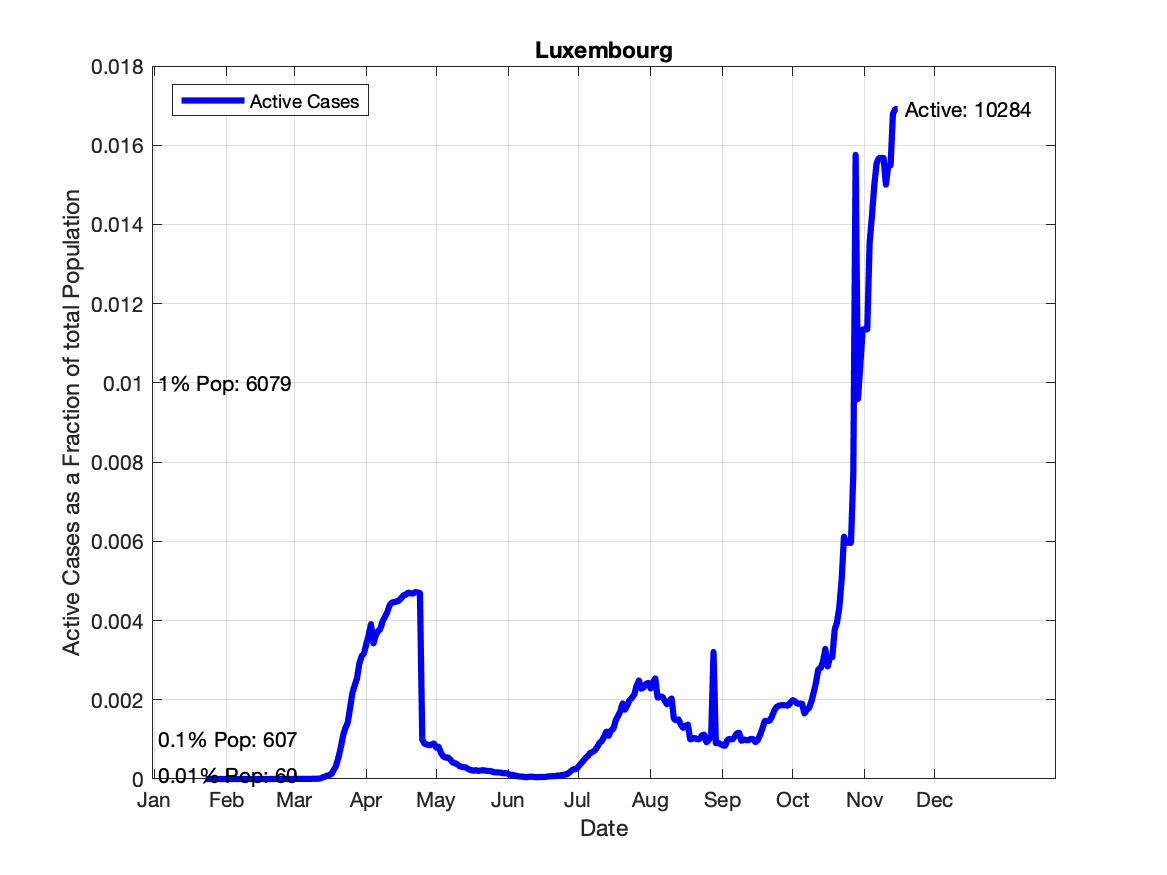 Luxembourg
0.018
0.016
0.014
0.012
0.01
0.008
0.006
0.004
0.002
0
Active Cases as a Fraction of total Population
Active Cases
Active: 10284
1% Pop: 6079
0.1% Pop: 607
0.01% Pop: 60
Jan Feb Mar Apr May Jun Jul Aug Sep Oct Nov Dec
Date